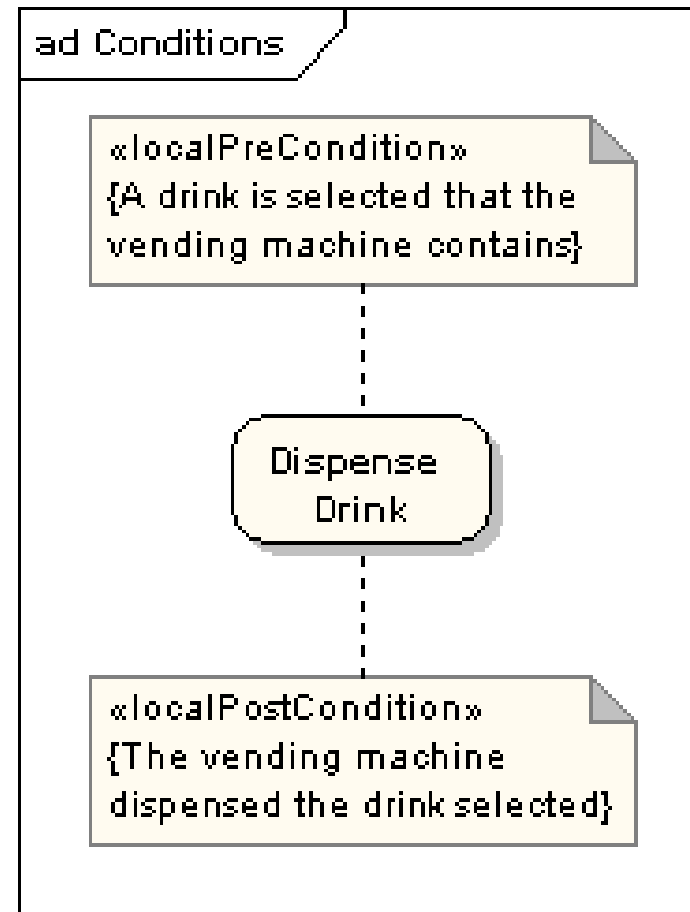 ad Conditions
«localPreCondition»
{A drink is selected that the
vending machine contains}
Dispense
Drink
«localPostCondition»
{The vending machine
dispensed the drink selected}